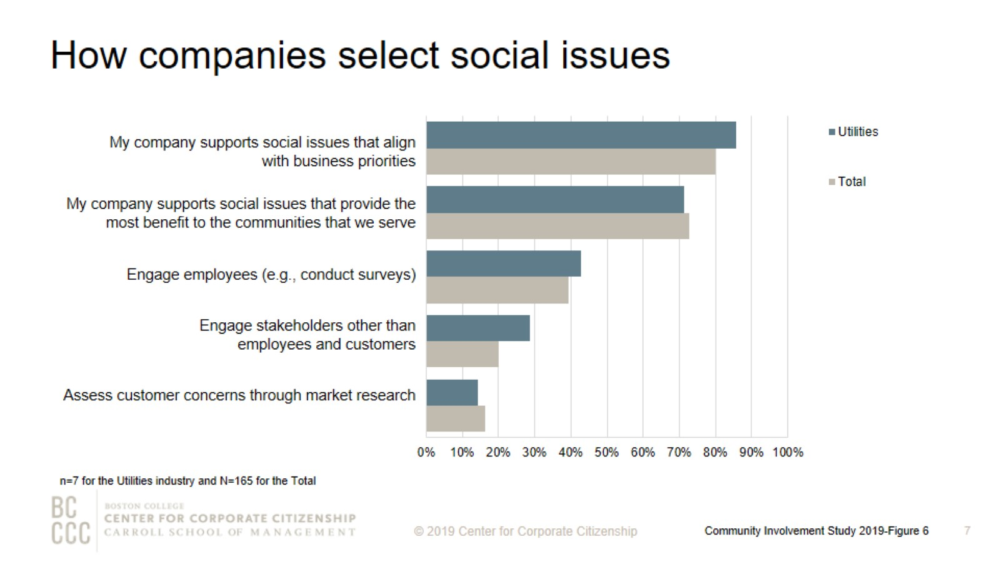 How companies select social issues
My company supports social issues that align
with business priorities
My company supports social issues that provide the
most benefit to the communities that we serve
Engage employees (e.g., conduct surveys)
Engage stakeholders other than
employees and customers
Assess customer concerns through market research
Utilities
Total
0% 10% 20% 30% 40% 50% 60% 70% 80% 90% 100%
n=7 for the Utilities industry and N=165 for the Total
BC
CCC
BOSTON COLLEGE
CENTER FOR CORPORATE CITIZENSHIP
CARROLL SCHOOL OF MANAGEMENT
© 2019 Center for Corporate Citizenship
Community Involvement Study 2019-Figure 6
7